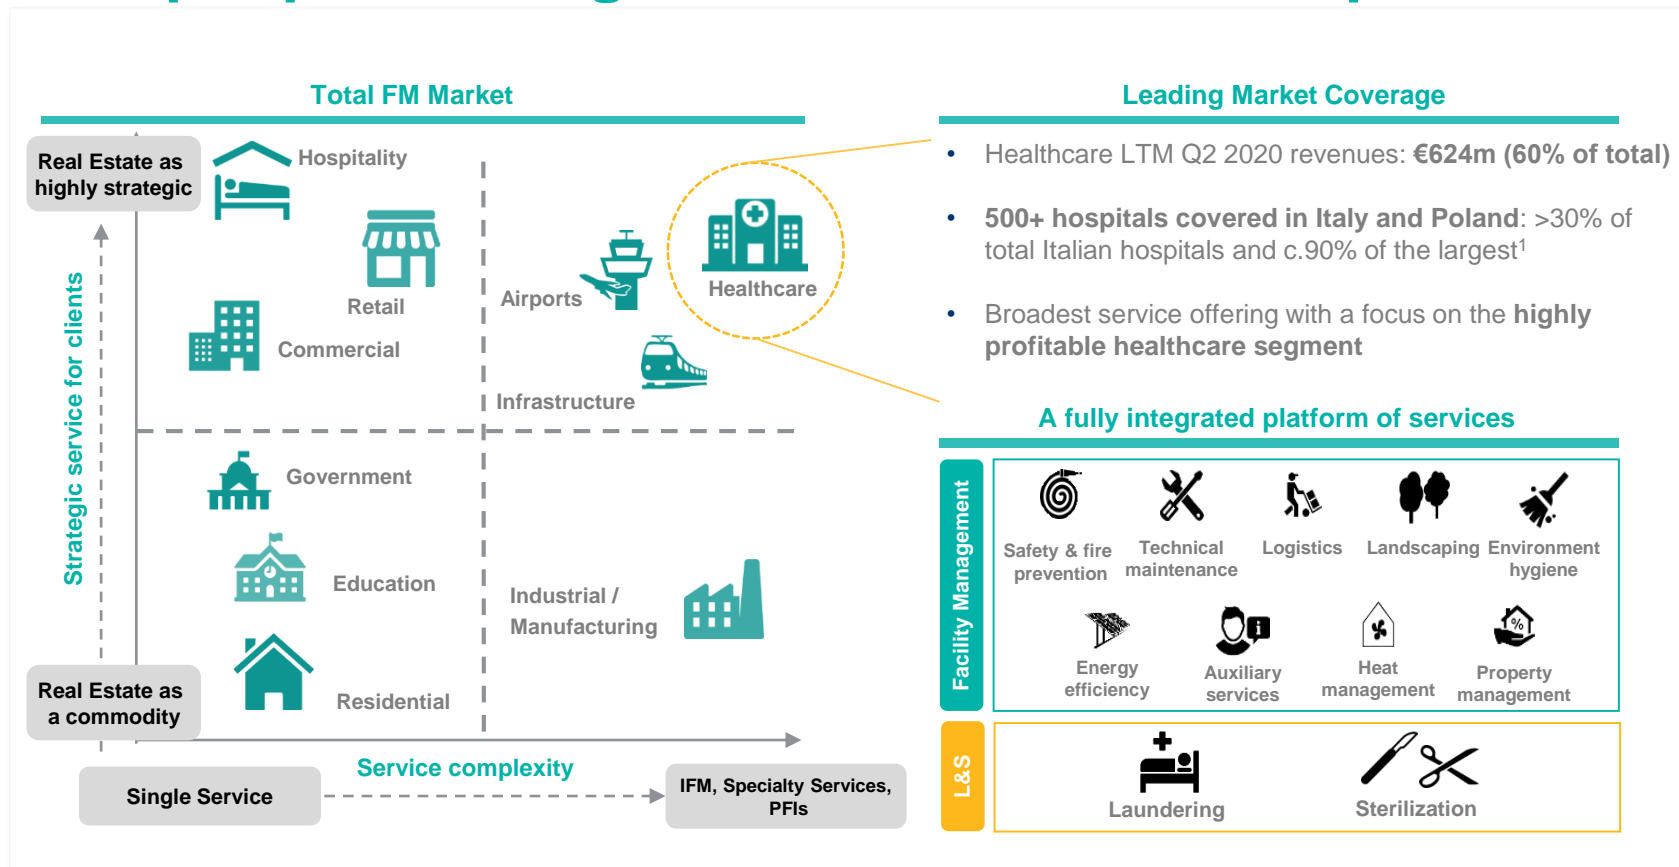 Total FM Market
Real Estate as
highly strategic
Hospitality
Retail
Commercial
Airports
Healthcare
Infrastructure
Strategic service for clients
Government
Education
Residential
Industrial /
Manufacturing
Real Estate as
a commodity
Service complexity
Single Service
IFM, Specialty Services,
PFIs
Leading Market Coverage
• Healthcare LTM Q2 2020 revenues: €624m (60% of total)
• 500+ hospitals covered in Italy and Poland: >30% of
total Italian hospitals and c.90% of the largest1
• Broadest service offering with a focus on the highly
profitable healthcare segment
A fully integrated platform of services
Facility Management
Safety & fire
prevention
Technical
maintenance
Logistics
Landscaping
Environment
hygiene
Energy
efficiency
Auxiliary
services
Heat
management
%
Property
management
L&S
Laundering
Sterilization